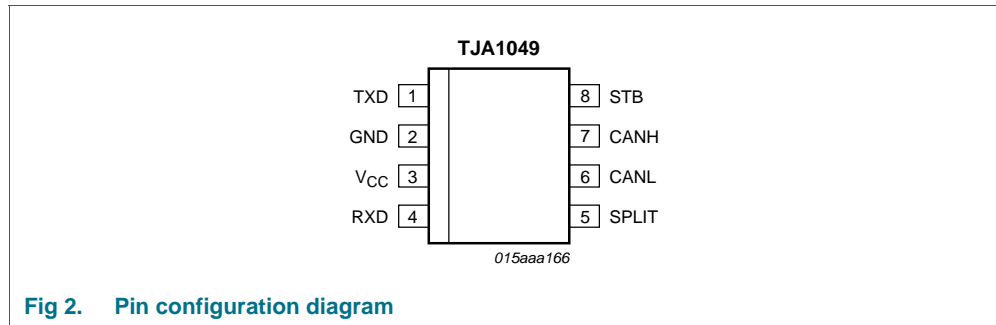 TJA1049
TXD 1
8 STB
GND 2
7 CANH
VCC 3
6 CANL
RXD 4
5 SPLIT
015aaa166
Fig 2. Pin configuration diagram